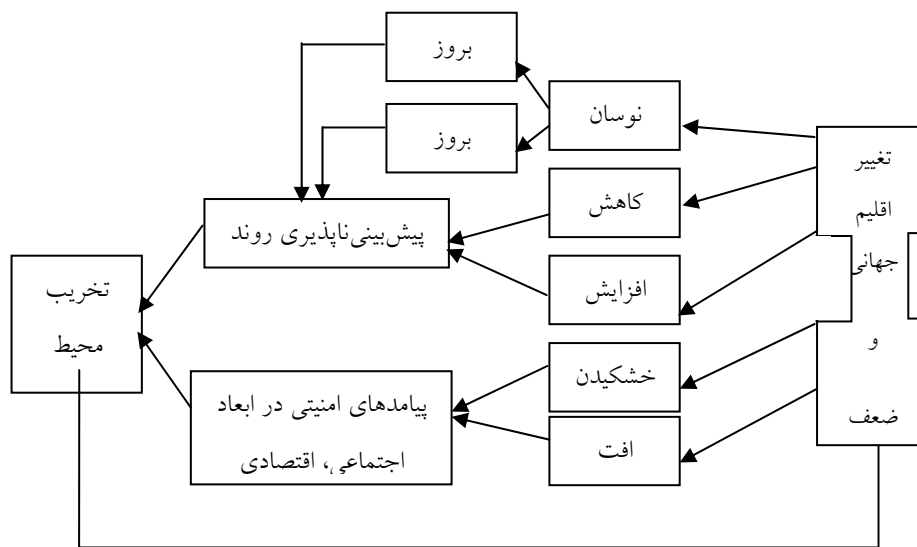 بروز
بروز
نوسان
کاهش
افزایش
خشکیدن
افت
تغییر
اقلیم
جهانی
و
ضعف
پیش‌بینی‌ناپذیری روند
پیامدهای امنیتی در ابعاد
اجتماعی، اقتصادی
تخریب
محیط